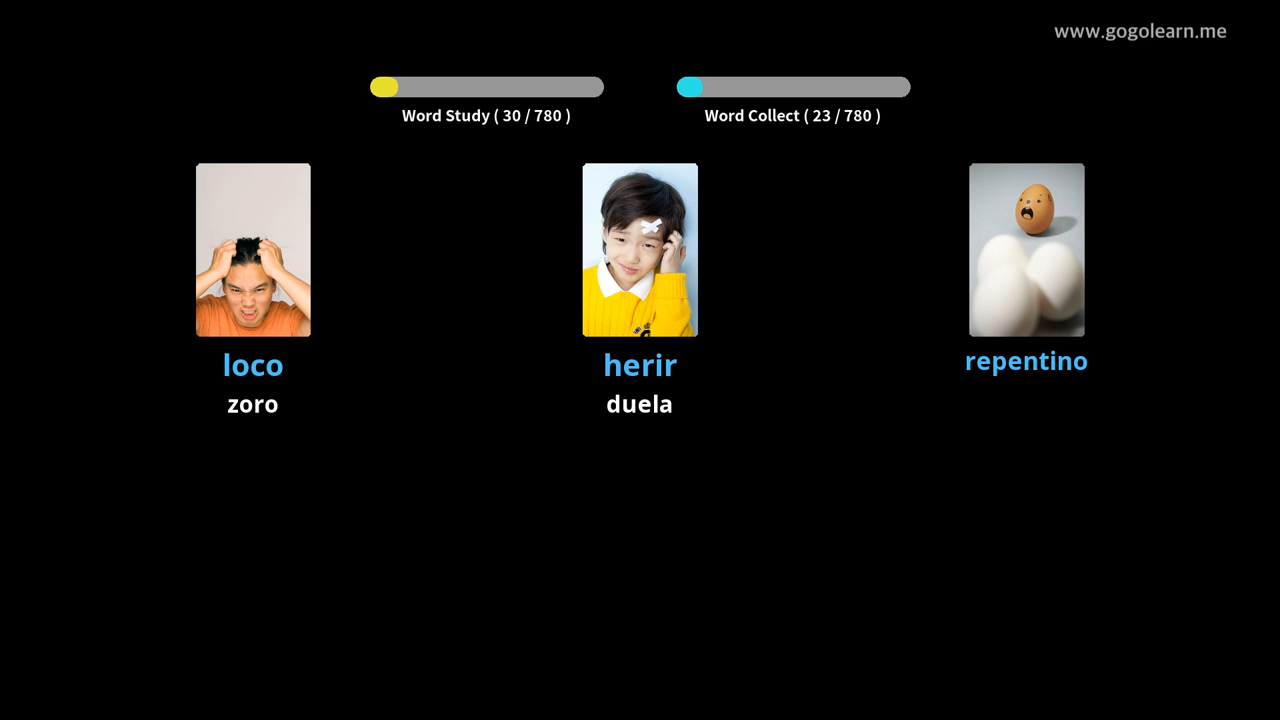 www.gogolearn.me
Word Study ( 30 / 780 )
Word Collect ( 23 / 780 )
loco
zoro
herir
duela
repentino